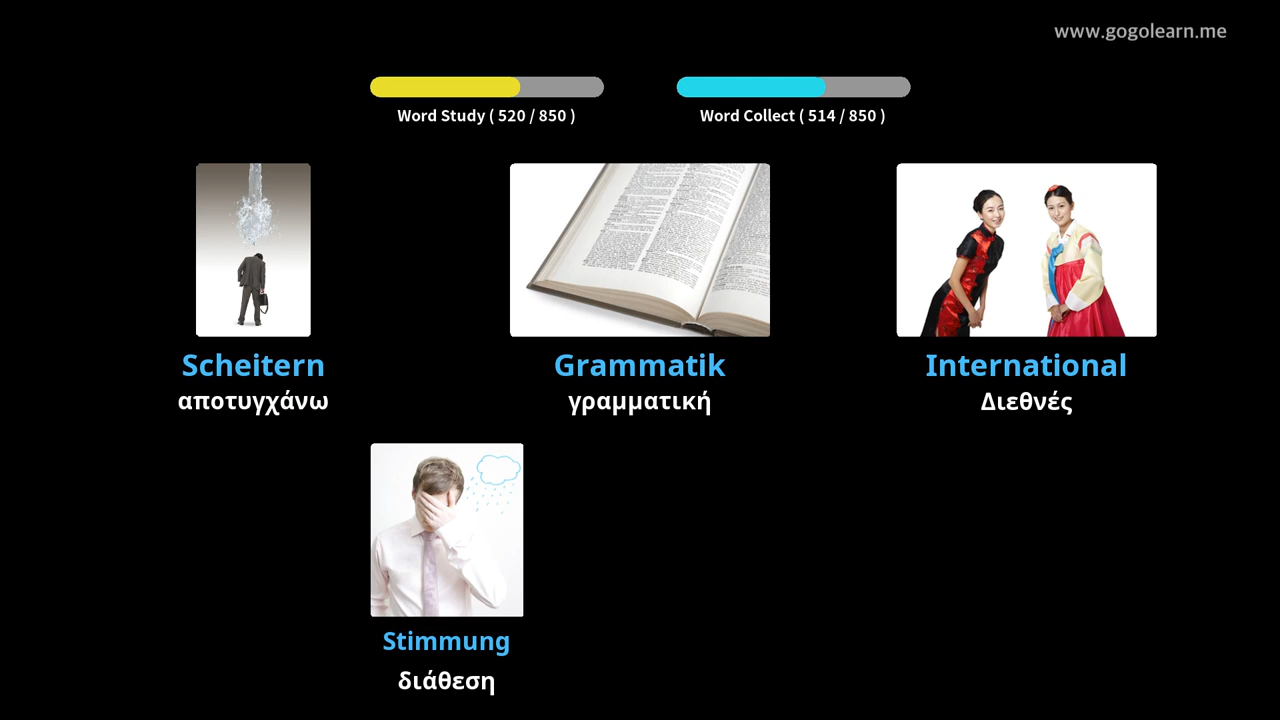 www.gogolearn.me
Word Study ( 520 / 850 )
Word Collect ( 514 / 850 )
Scheitern
αποτυγχάνω
Grammatik
γραμματική
International
Διεθνές
Stimmung
διάθεση